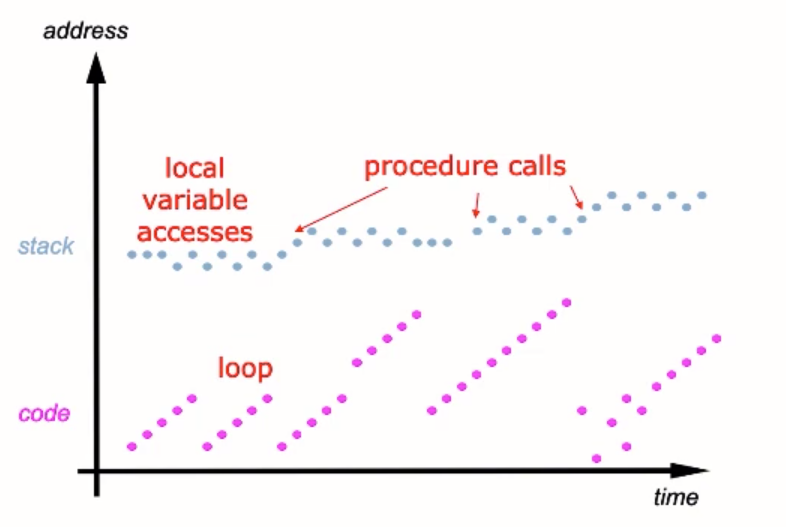 address
local
variable
accesses
procedure calls
stack
loop
code
time